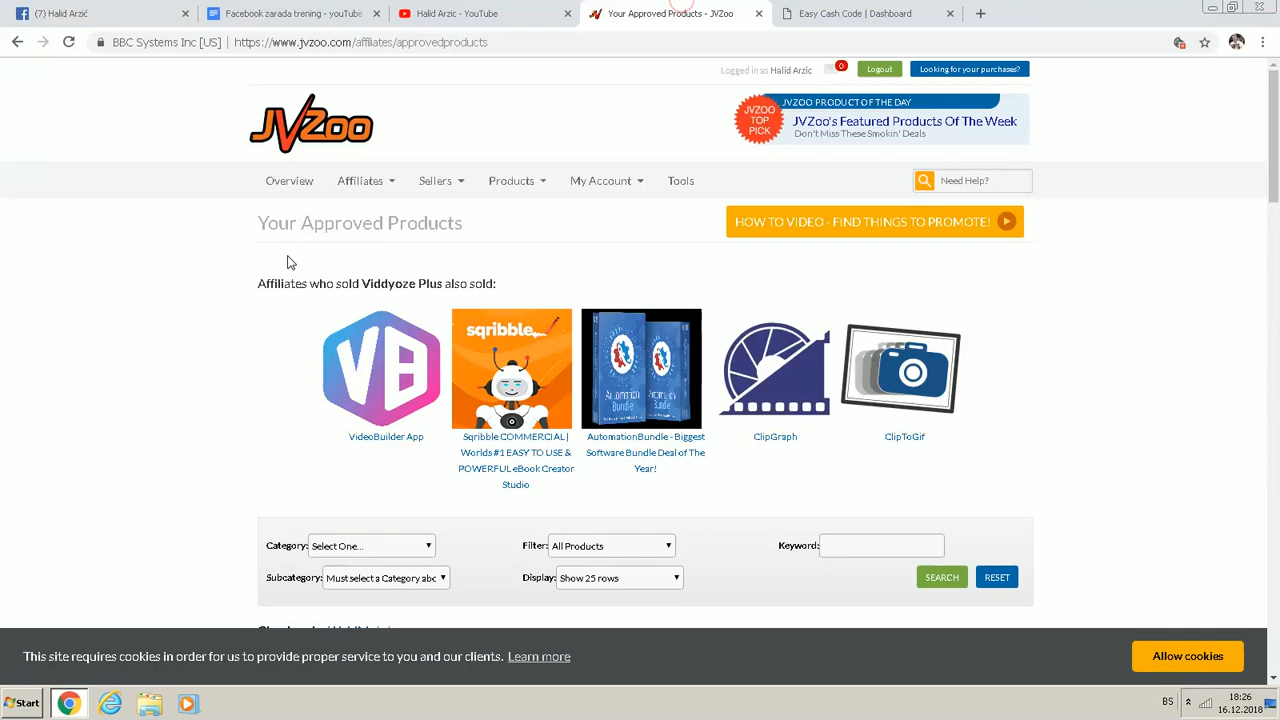 (7) Halid Arzić
Facebook zarada trening - youTube
Halid Arzic - YouTube
Your Approved Products - JVZoo
Easy Cash Code | Dashboard
BBC Systems Inc [US] | https://www.jvzoo.com/affiliates/approvedproducts
Logged in as Halid Arzic
0
Logout
Looking for your purchases?
JVZoo
JVZOO TOP PICK
JVZOO PRODUCT OF THE DAY
JVZoo's Featured Products Of The Week
Don't Miss These Smokin' Deals
Overview
Affiliates
Sellers
Products
My Account
Tools
Need Help?
Your Approved Products
HOW TO VIDEO - FIND THINGS TO PROMOTE!
Affiliates who sold Viddyoze Plus also sold:
VB
sqribble
Automation Bundle
Automation Bundle
VideoBuilder App
Sqribble COMMERCIAL |
Worlds #1 EASY TO USE &
POWERFUL eBook Creator
Studio
AutomationBundle - Biggest
Software Bundle Deal of The
Year!
ClipGraph
ClipToGif
Category: Select One...
Filter: All Products
Keyword:
Subcategory: Must select a Category abc
Display: Show 25 rows
SEARCH
RESET
This site requires cookies in order for us to provide proper service to you and our clients. Learn more
Allow cookies
Start
BS
18:26
16.12.2018